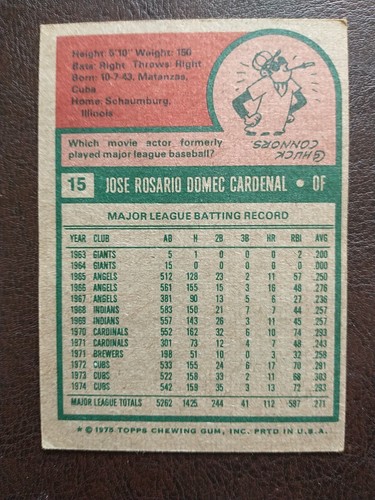 Height: 5'10" Weight: 150
Bats: Right Throws: Right
Born: 10-7-43, Matanzas,
Cuba
Home: Schaumburg,
Illinois
CHUCK
CONNORS
Which movie actor, formerly
played major league baseball?
15 JOSE ROSARIO DOMEC CARDENAL • OF
MAJOR LEAGUE BATTING RECORD
YEAR CLUB AB H 2B 3B HR RBI AVG
1963 GIANTS 5 1 0 0 0 2 .200
1964 GIANTS 15 0 0 0 0 0 .000
1965 ANGELS 512 128 23 2 11 57 .250
1966 ANGELS 561 155 15 3 16 48 .276
1967 ANGELS 381 90 13 5 6 27 .236
1968 INDIANS 583 150 21 7 7 44 .257
1969 INDIANS 557 143 26 3 11 45 .257
1970 CARDINALS 552 162 32 6 10 74 .293
1971 CARDINALS 301 73 12 4 7 48 .243
1971 BREWERS 198 51 10 0 3 32 .258
1972 CUBS 533 155 24 6 17 70 .291
1973 CUBS 522 158 33 2 11 68 .303
1974 CUBS 542 159 35 3 13 72 .293
MAJOR LEAGUE TOTALS 5262 1425 244 41 112 587 .271
* © 1975 TOPPS CHEWING GUM, INC. PRTD IN U.S.A.